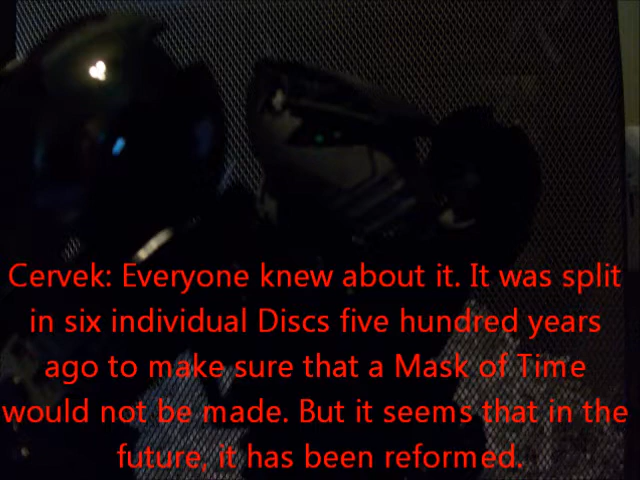 Cervek: Everyone knew about it. It was split
in six individual Discs five hundred years
ago to make sure that a Mask of Time
would not be made. But it seems that in the
future, it has been reformed.